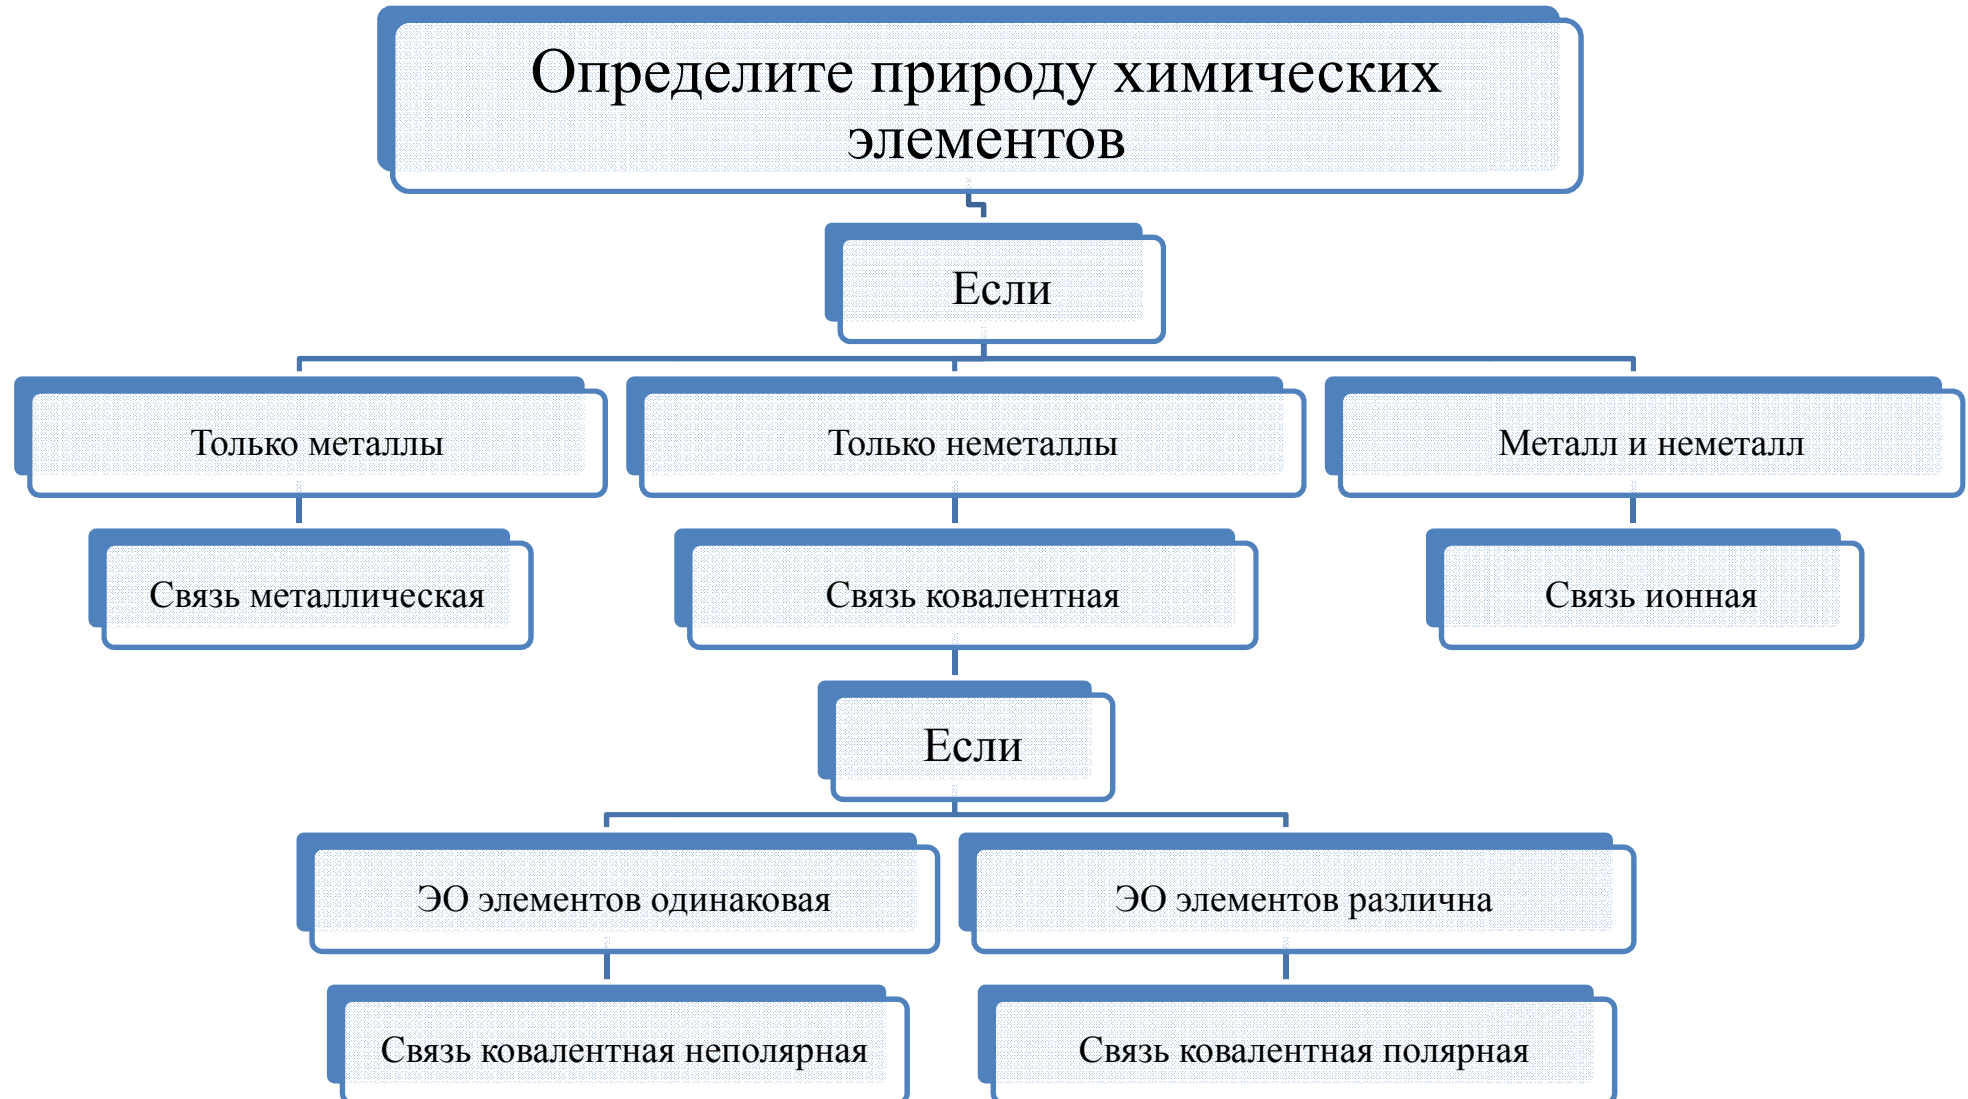 Определите природу химических
элементов
Если
Только металлы
Только неметаллы
Металл и неметалл
Связь металлическая
Связь ковалентная
Связь ионная
Если
ЭО элементов одинаковая
ЭО элементов различна
Связь ковалентная неполярная
Связь ковалентная полярная